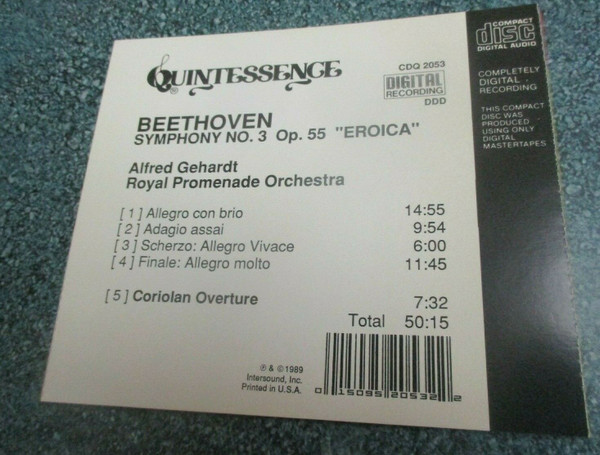 COMPACT
disc
DIGITAL AUDIO
QUINTESSENCE®
CDQ 2053
DIGITAL
RECORDING
DDD
COMPLETELY
DIGITAL
RECORDING
THIS COMPACT
DISC WAS
PRODUCED
USING ONLY
DIGITAL
MASTERTAPES
BEETHOVEN
SYMPHONY NO. 3 Op. 55 "EROICA"
Alfred Gehardt
Royal Promenade Orchestra
[ 1 ] Allegro con brio 14:55
[ 2 ] Adagio assai 9:54
[ 3 ] Scherzo: Allegro Vivace 6:00
[ 4 ] Finale: Allegro molto 11:45
[ 5 ] Coriolan Overture 7:32
Total 50:15
℗ & © 1989
Intersound, Inc.
Printed in U.S.A.
0 15095 20532 2